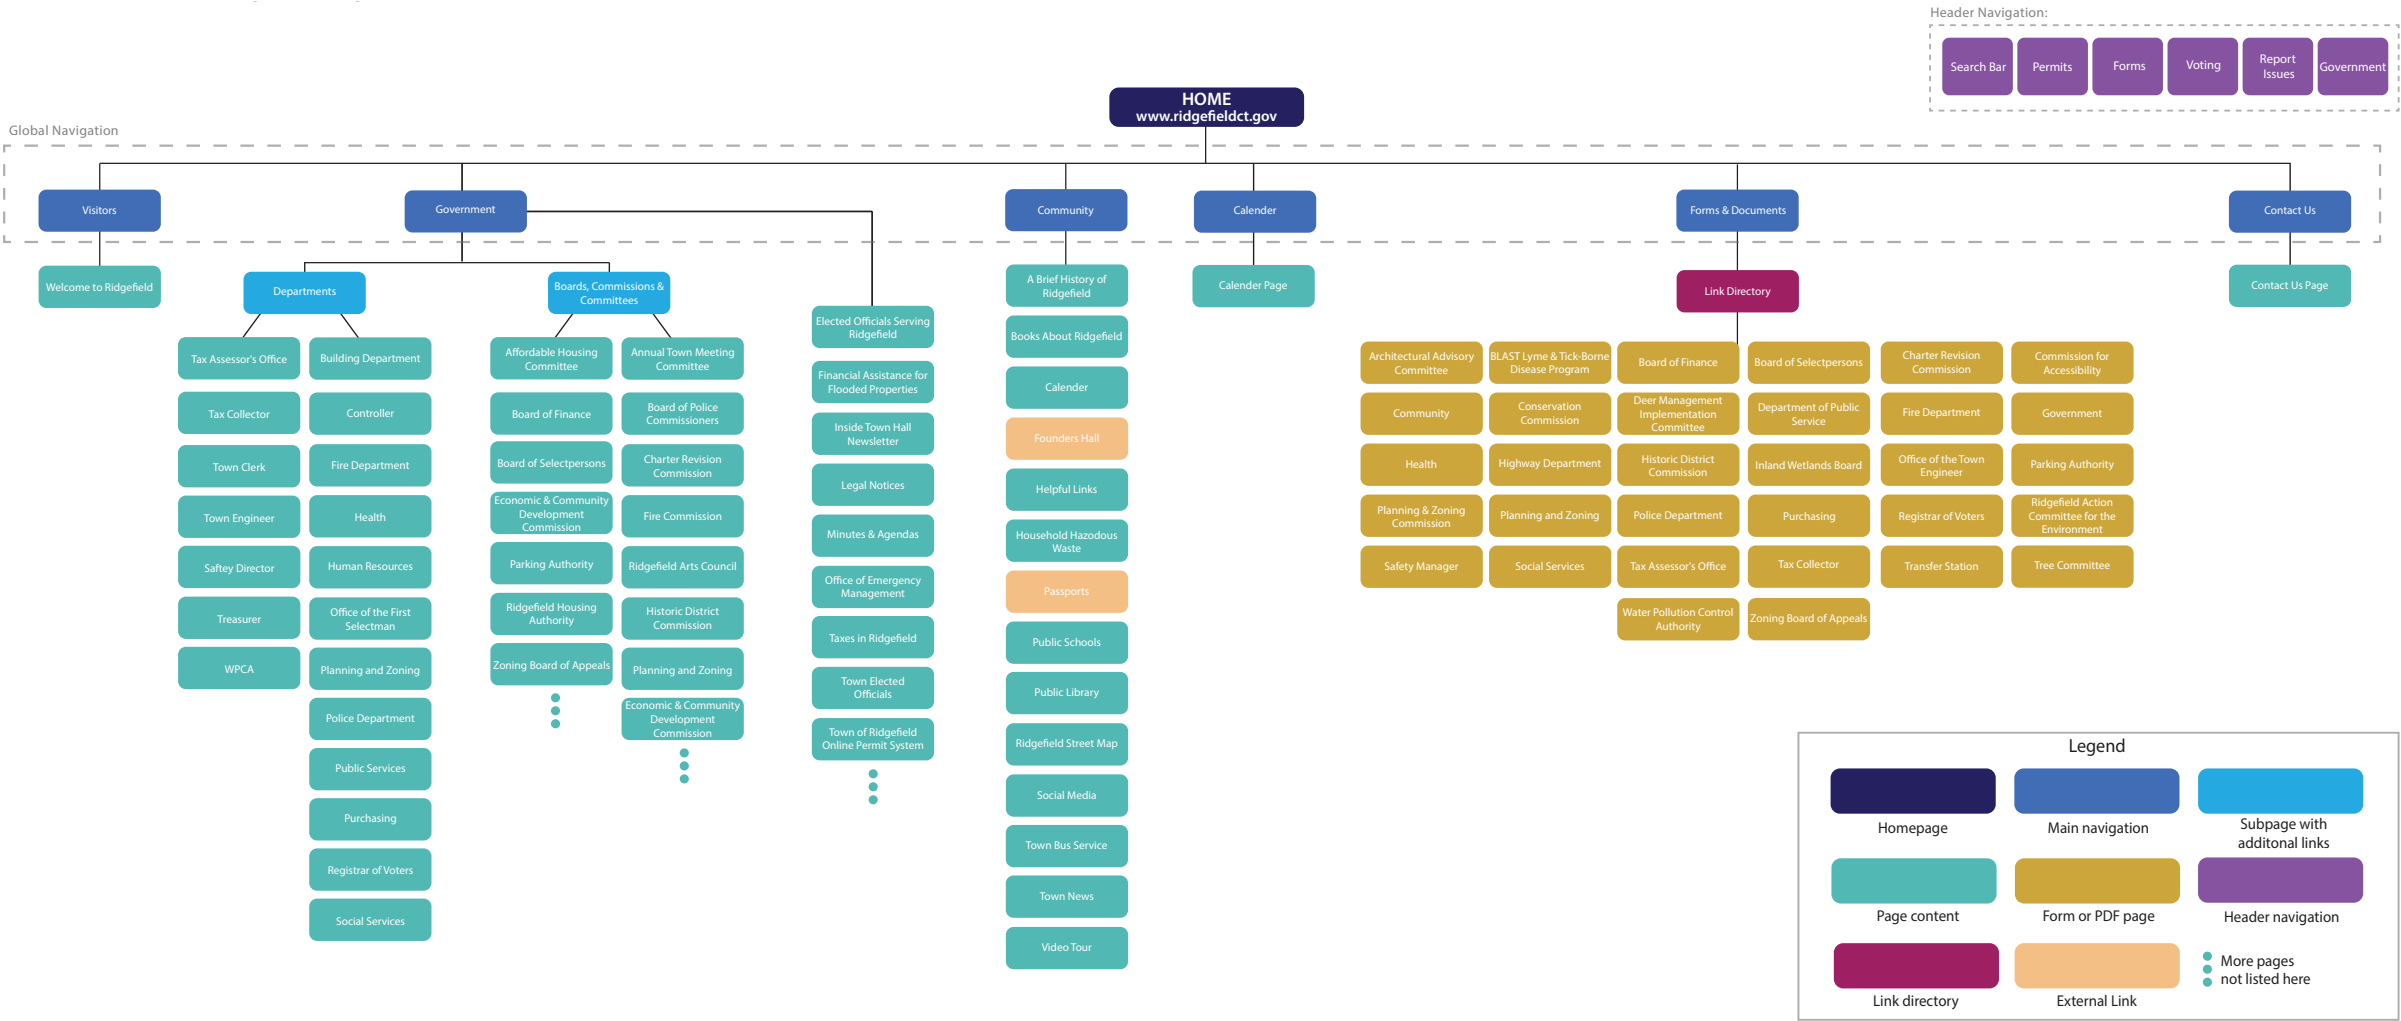 Header Navigation:
Search Bar
Permits
Forms
Voting
Report
Issues
Government
HOME
www.ridgefieldct.gov
Global Navigation
Visitors
Government
Community
Calender
Forms & Documents
Contact Us
Welcome to Ridgefield
Departments
Boards, Commissions &
Committees
Link Directory
Calender Page
Contact Us Page
Tax Assessor's Office
Tax Collector
Town Clerk
Town Engineer
Saftey Director
Treasurer
WPCA
Building Department
Controller
Fire Department
Health
Human Resources
Office of the First
Selectman
Planning and Zoning
Police Department
Public Services
Purchasing
Registrar of Voters
Social Services
Affordable Housing
Committee
Board of Finance
Board of Selectpersons
Economic & Community
Development
Commission
Parking Authority
Ridgefield Housing
Authority
Zoning Board of Appeals
Annual Town Meeting
Committee
Board of Police
Commissioners
Charter Revision
Commission
Fire Commission
Ridgefield Arts Council
Historic District
Commission
Planning and Zoning
Economic & Community
Development
Commission
Elected Officials Serving
Ridgefield
Financial Assistance for
Flooded Properties
Inside Town Hall
Newsletter
Legal Notices
Minutes & Agendas
Office of Emergency
Management
Taxes in Ridgefield
Town Elected
Officials
Town of Ridgefield
Online Permit System
A Brief History of
Ridgefield
Books About Ridgefield
Calender
Founders Hall
Helpful Links
Household Hazodous
Waste
Passports
Public Schools
Public Library
Ridgefield Street Map
Social Media
Town Bus Service
Town News
Video Tour
Architectural Advisory
Committee
BLAST Lyme & Tick-Borne
Disease Program
Board of Finance
Board of Selectpersons
Charter Revision
Commission
Commission for
Accessibility
Community
Conservation
Commission
Deer Management
Implementation
Committee
Department of Public
Service
Fire Department
Government
Health
Highway Department
Historic District
Commission
Inland Wetlands Board
Office of the Town
Engineer
Parking Authority
Planning & Zoning
Commission
Planning and Zoning
Police Department
Purchasing
Registrar of Voters
Ridgefield Action
Committee for the
Environment
Safety Manager
Social Services
Tax Assessor's Office
Tax Collector
Transfer Station
Tree Committee
Water Pollution Control
Authority
Zoning Board of Appeals
Legend
Homepage
Main navigation
Subpage with
additonal links
Page content
Form or PDF page
Header navigation
Link directory
External Link
More pages
not listed here